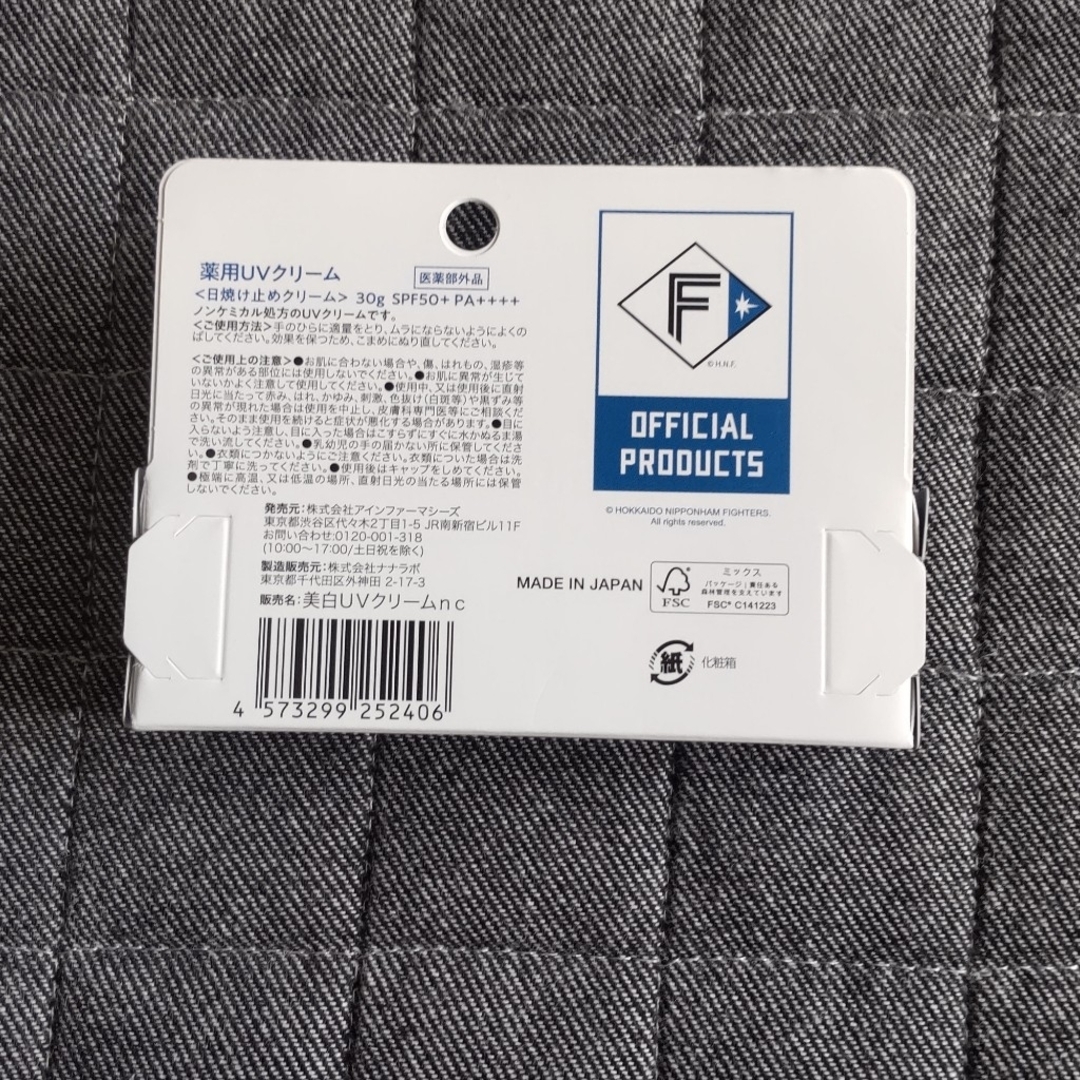 薬用UVクリーム
医薬部外品
<日焼け止めクリーム> 30g SPF50+ PA++++
ノンケミカル処方のUVクリームです。
<ご使用方法>手のひらに適量をとり、ムラにならないようによくの
ばしてください。効果を保つため、こまめにぬり直してください。
<ご使用上の注意>●お肌に合わない場合や、傷、はれもの、湿疹等
の異常がある部位には使用しないでください。●お肌に異常が生じて
いないかよく注意して使用してください。●使用中、又は使用後に直射
日光に当たって赤み、はれ、かゆみ、刺激、色抜け(白斑等)や黒ずみ等
の異常が現れた場合は使用を中止し、皮膚科専門医等にご相談くだ
さい。そのまま使用を続けると症状が悪化する場合があります。●目に
入らないよう注意し、目に入った場合はこすらずにすぐに水かぬるま湯
で洗い流してください。●乳幼児の手の届かない所に保管してくださ
い。●衣類につかないようにご注意ください。衣類についた場合は洗
剤で丁寧に洗ってください。●使用後はキャップをしめてください。
●極端に高温、又は低温の場所、直射日光の当たる場所には保管
しないでください。
発売元:株式会社アインファーマシーズ
東京都渋谷区代々木2丁目1-5 JR南新宿ビル11F
お問い合わせ:0120-001-318
(10:00~17:00/土日祝を除く)
製造販売元:株式会社ナナラボ
東京都千代田区外神田 2-17-3
販売名:美白UVクリームnc
4 573299 252406
F
©H.N.F.
OFFICIAL
PRODUCTS
© HOKKAIDO NIPPONHAM FIGHTERS.
All rights reserved.
MADE IN JAPAN
FSC
ミックス
パッケージ | 責任ある
森林管理を支えています
FSC® C141223
紙
化粧箱